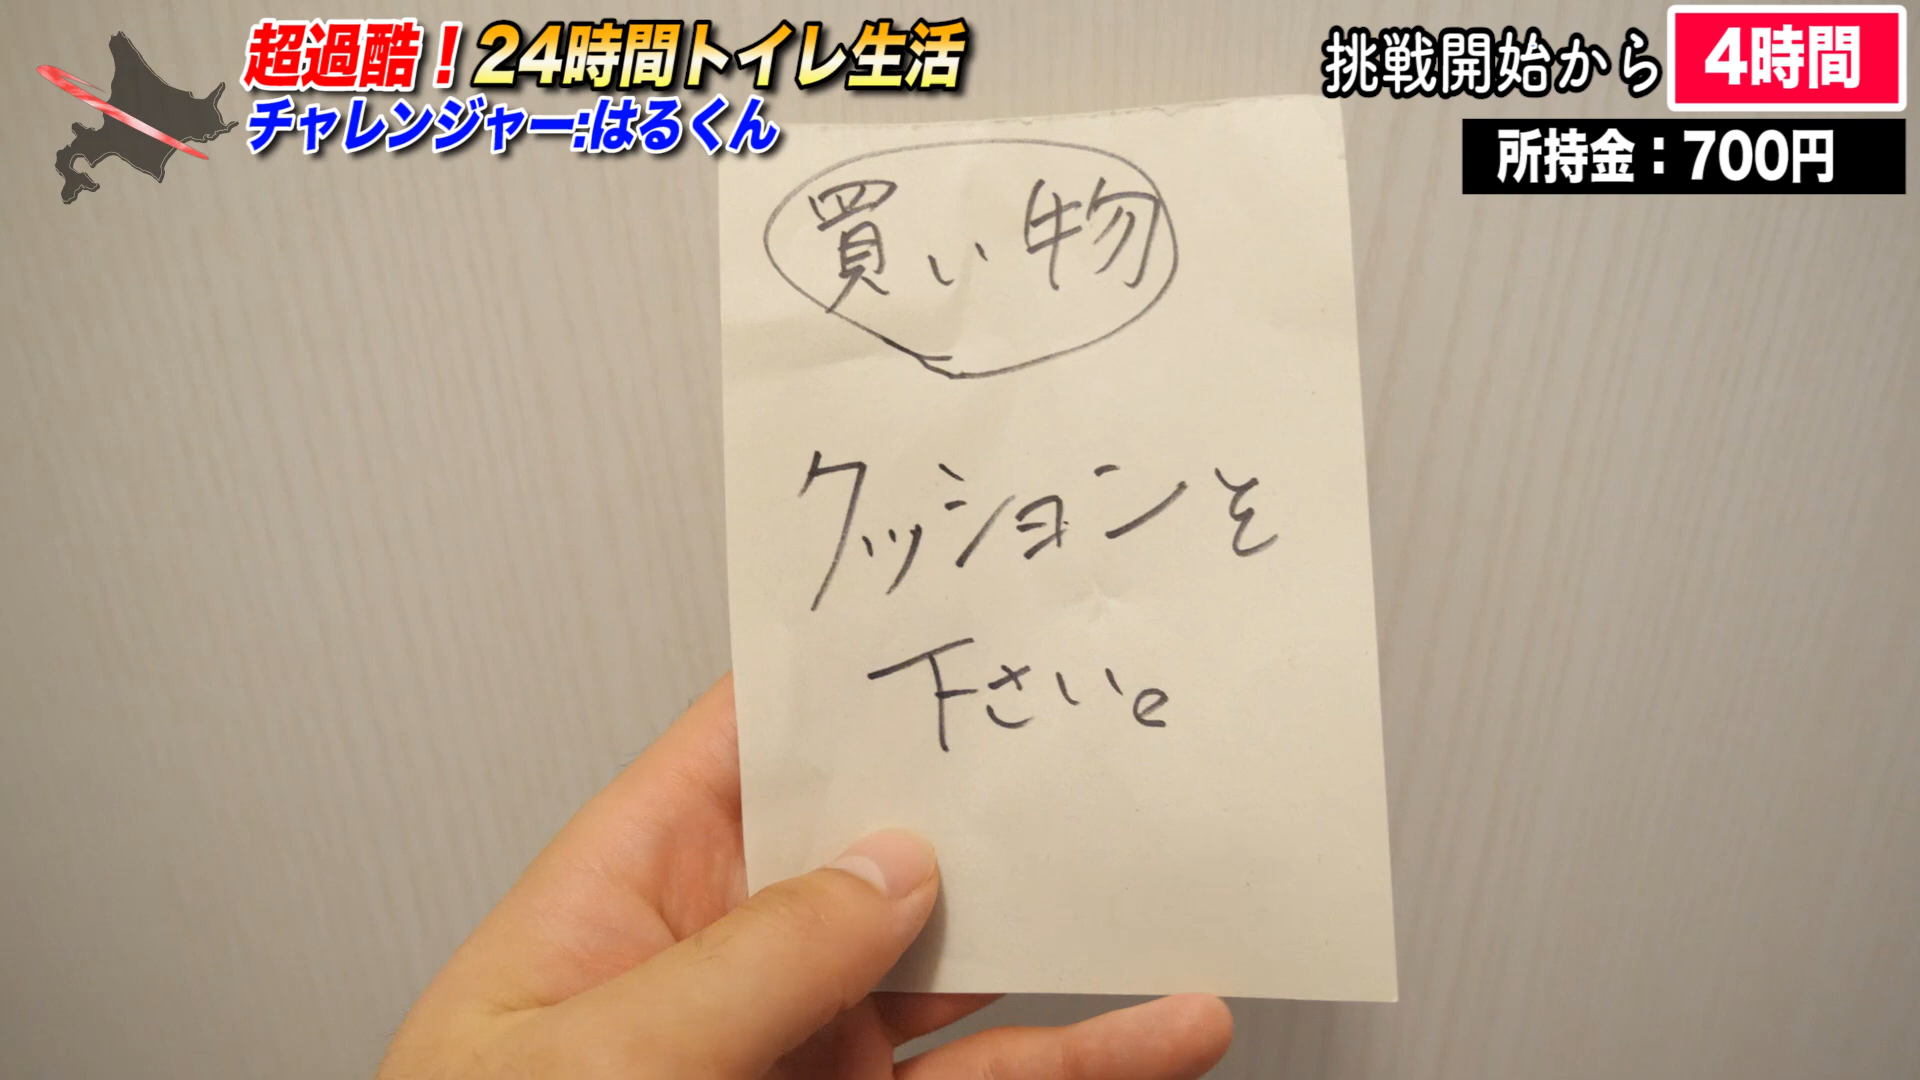 超過酷！24時間トイレ生活
チャレンジャー:はるくん
挑戦開始から 4時間
所持金：700円
買い物
クッションを
下さい。